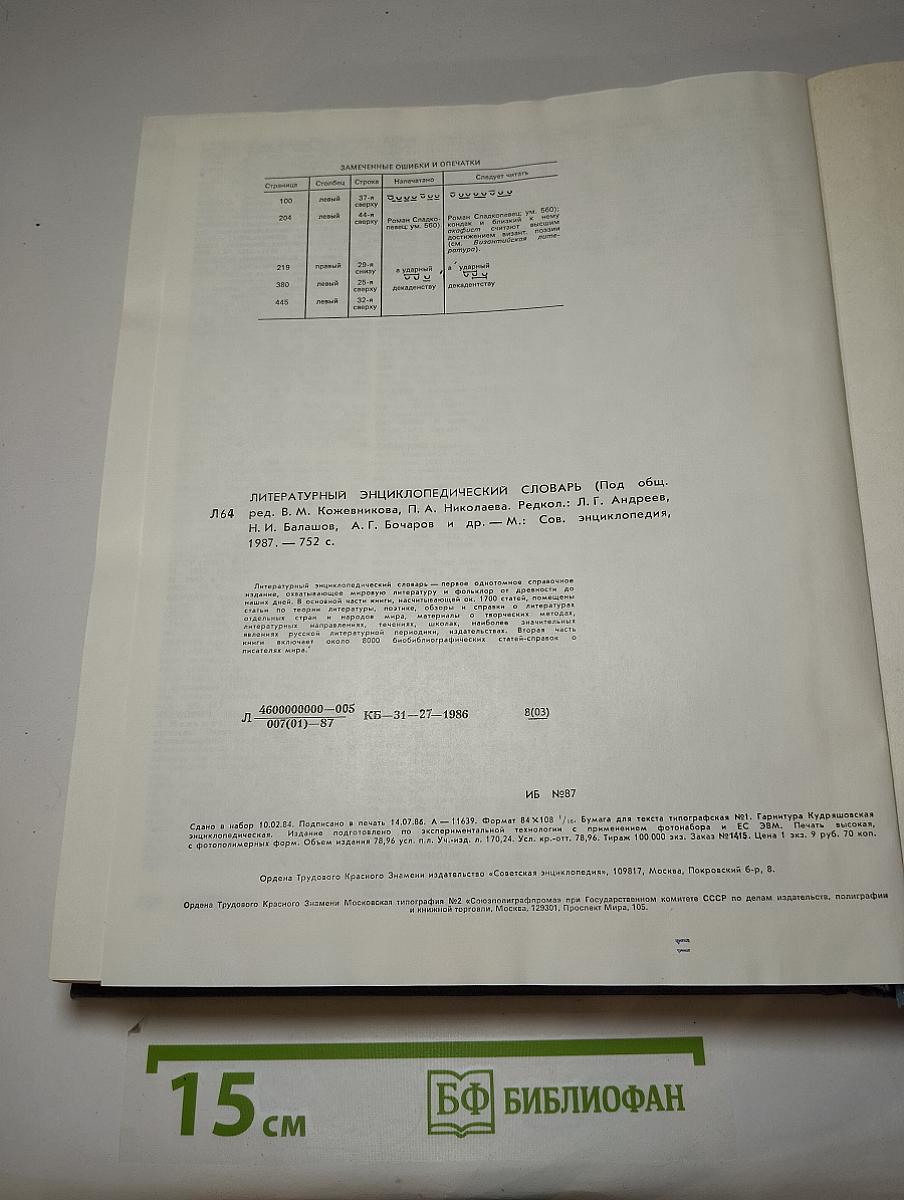 ЗАМЕЧЕННЫЕ ОШИБКИ И ОПЕЧАТКИ
Страница Столбец Строка Напечатано Следует читать
100 левый 37-я сверху
204 левый 44-я сверху Роман Сладкопевец; ум. 560) Роман Сладкопевец; ум. 560);
кондак и близкий к нему
акафист считают высшим
достижением визант. поэзии
(см. Византийская лите-
ратура).
219 правый 29-я снизу а ударный а ́ ударный
380 левый 25-я сверху
декаденству декадентству
445 левый 32-я сверху
ЛИТЕРАТУРНЫЙ ЭНЦИКЛОПЕДИЧЕСКИЙ СЛОВАРЬ (Под общ.
Л64 ред. В. М. Кожевникова, П. А. Николаева. Редкол.: Л. Г. Андреев,
Н. И. Балашов, А. Г. Бочаров и др. — М.: Сов. энциклопедия,
1987. — 752 с.
Литературный энциклопедический словарь — первое однотомное справочное
издание, охватывающее мировую литературу и фольклор от древности до
наших дней. В основной части книги, насчитывающей ок. 1700 статей, помещены
статьи по теории литературы, поэтике, обзоры и справки о литературах
отдельных стран и народов мира, материалы о творческих методах,
литературных направлениях, течениях, школах, наиболее значительных
явлениях русской литературной периодики, издательствах. Вторая часть
книги включает около 8000 биобиблиографических статей-справок о
писателях мира.
Л 4600000000—005 КБ—31—27—1986 8(03)
007(01)—87
ИБ №87
Сдано в набор 10.02.84. Подписано в печать 14.07.86. А — 11639. Формат 84×108 1/16. Бумага для текста типографская №1. Гарнитура Кудряшовская
энциклопедическая. Издание подготовлено по экспериментальной технологии с применением фотонабора и ЕС ЭВМ. Печать высокая,
с фотополимерных форм. Объем издания 78,96 усл. п.л. Уч.-изд. л. 170,24. Усл. кр.-отт. 78,96. Тираж 100 000 экз. Заказ №1415. Цена 1 экз. 9 руб. 70 коп.
Ордена Трудового Красного Знамени издательство «Советская энциклопедия», 109817, Москва, Покровский б-р, 8.
Ордена Трудового Красного Знамени Московская типография №2 «Союзполиграфпрома» при Государственном комитете СССР по делам издательств, полиграфии
и книжной торговли, Москва, 129301, Проспект Мира, 105.
15 см
БФ БИБЛИОФАН